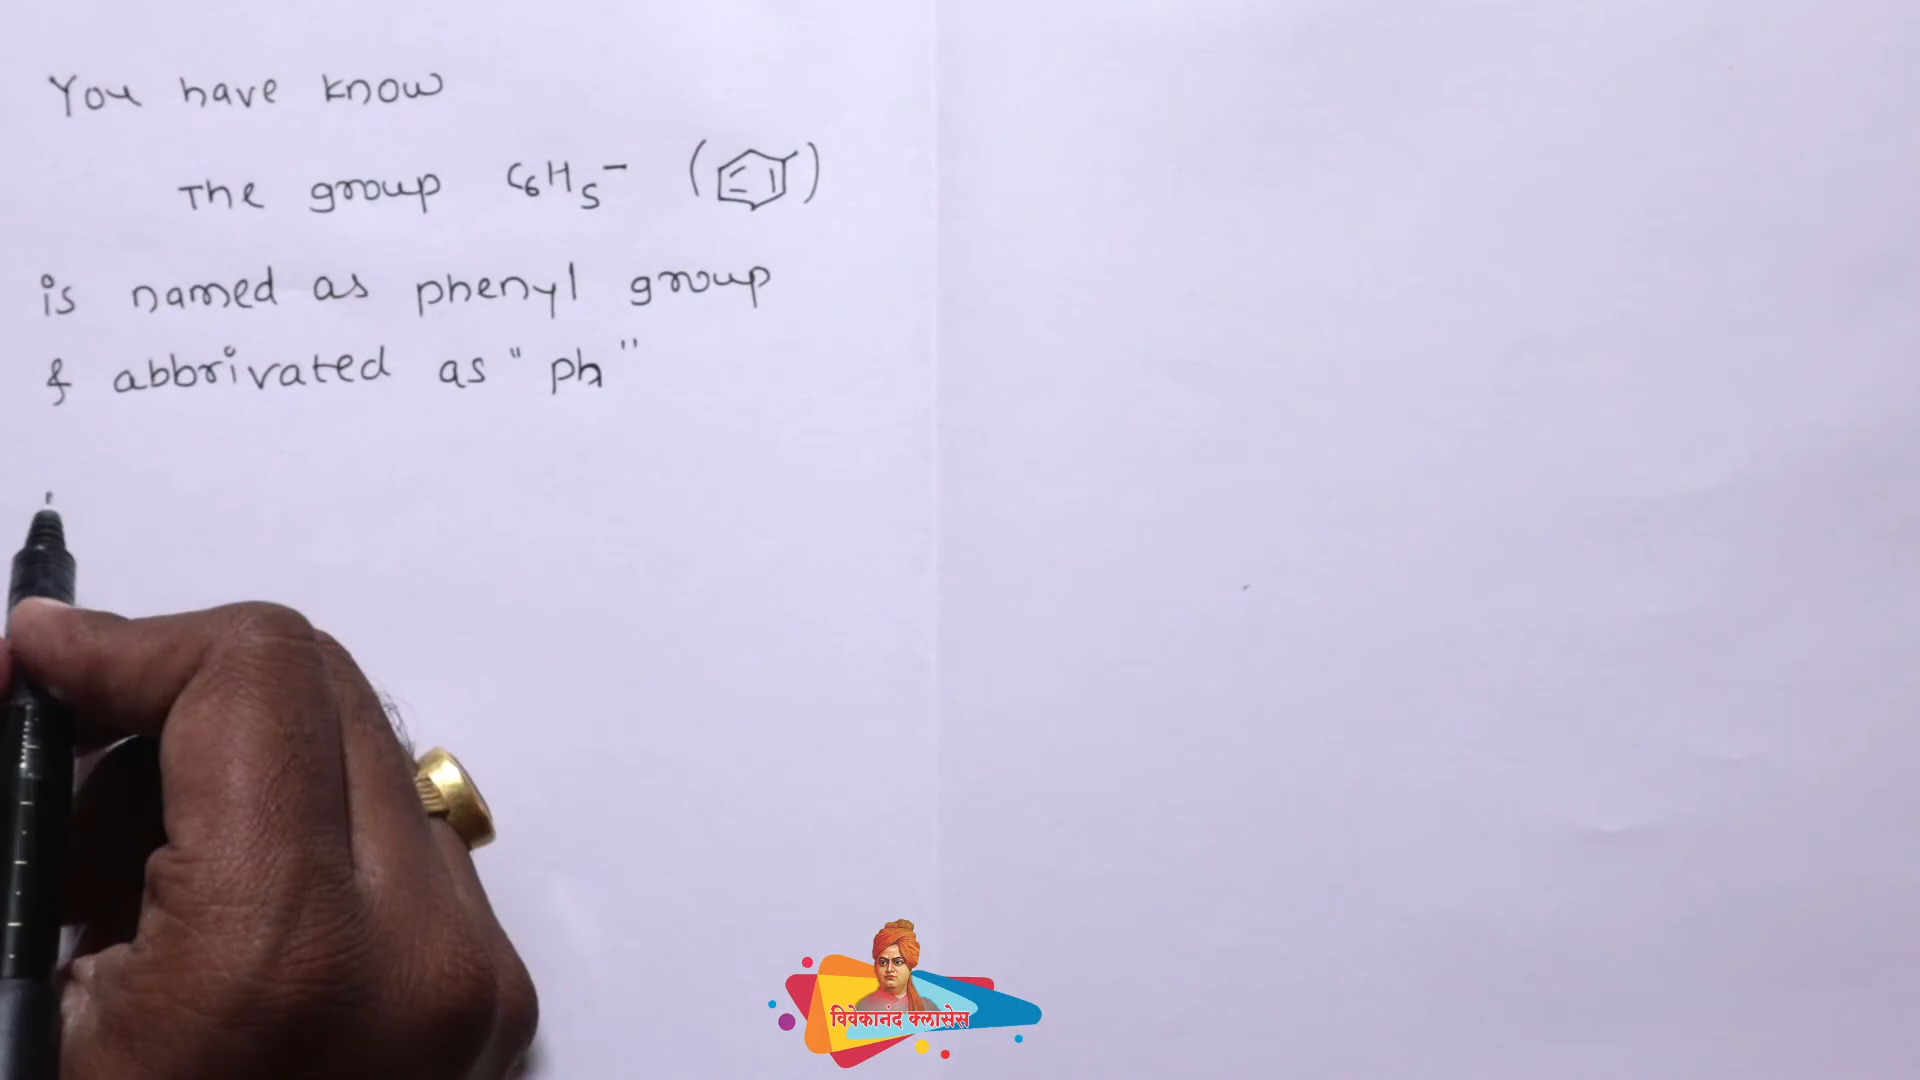 You have know
The group C6H5- ( )
is named as phenyl group
& abbrivated as "ph"
विवेकानंद क्लासेस